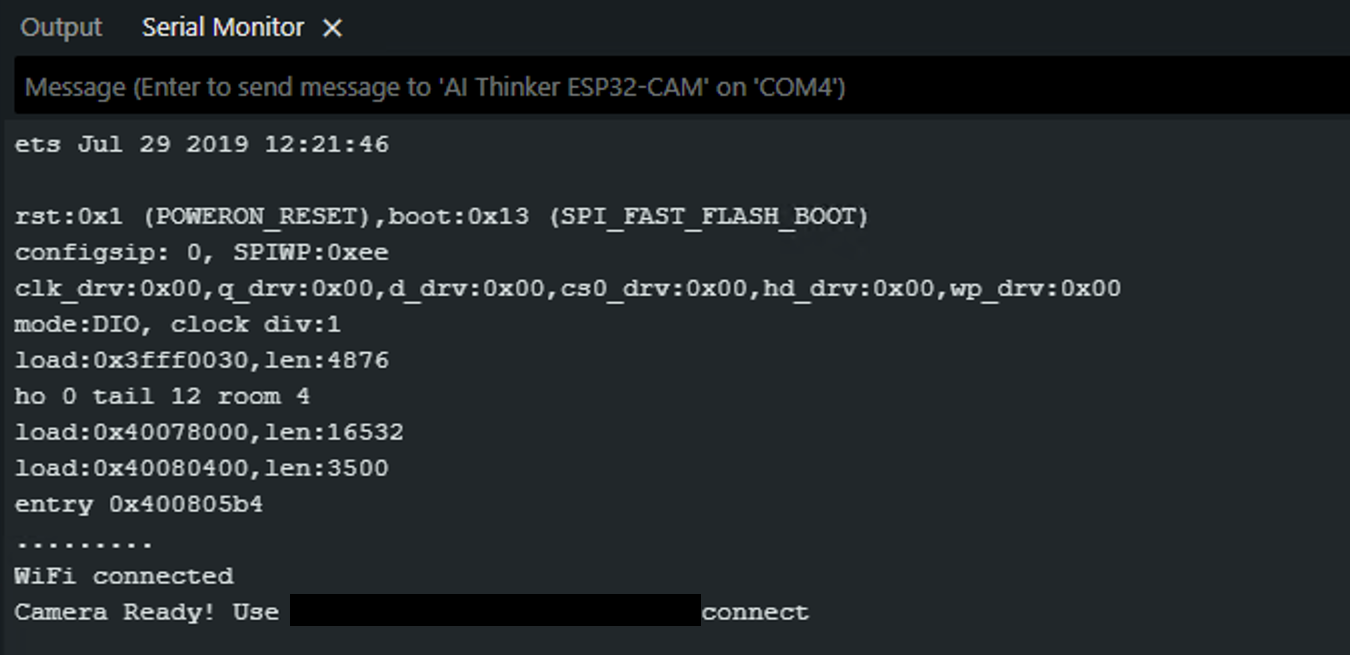 Output Serial Monitor
Message (Enter to send message to 'AI Thinker ESP32-CAM' on 'COM4')
ets Jul 29 2019 12:21:46
rst:0x1 (POWERON_RESET),boot:0x13 (SPI_FAST_FLASH_BOOT)
configsip: 0, SPIWP:0xee
clk_drv:0x00,q_drv:0x00,d_drv:0x00,cs0_drv:0x00,hd_drv:0x00,wp_drv:0x00
mode:DIO, clock div:1
load:0x3fff0030,len:4876
ho 0 tail 12 room 4
load:0x40078000,len:16532
load:0x40080400,len:3500
entry 0x400805b4
.........
WiFi connected
Camera Ready! Use connect